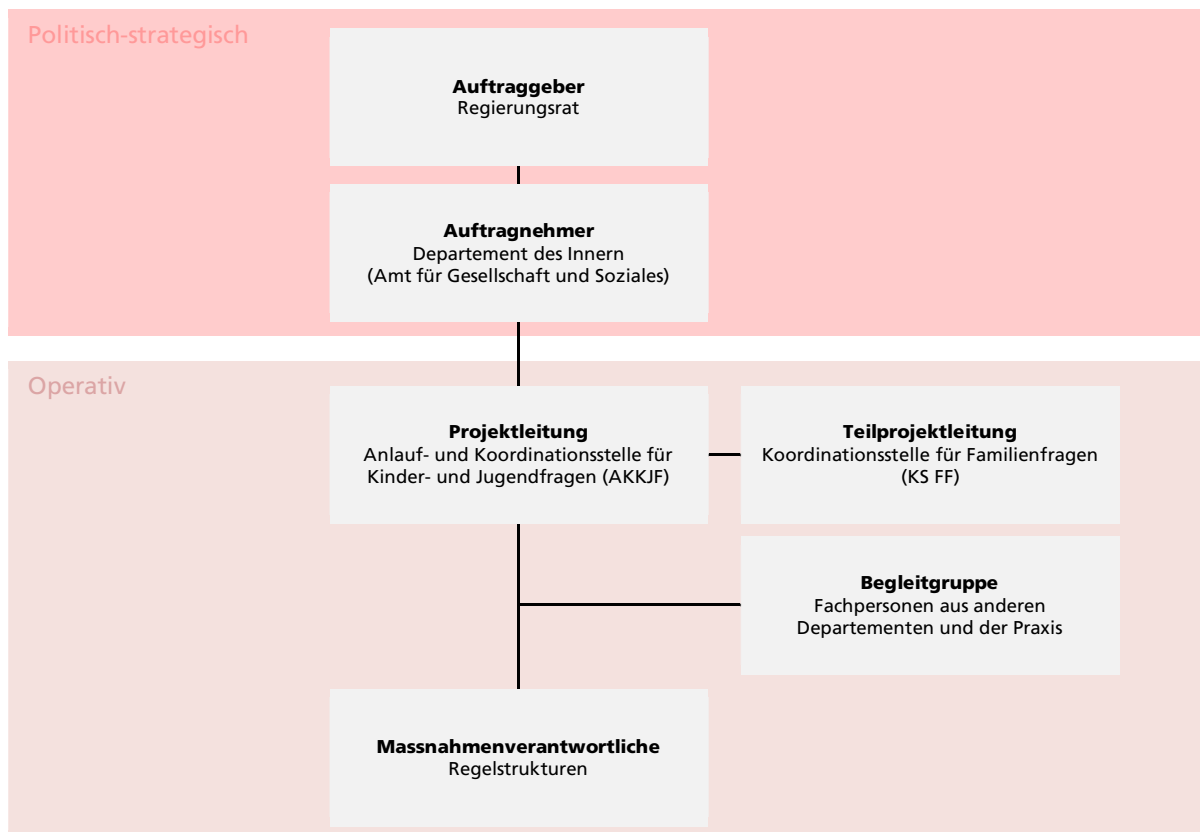 Politisch-strategisch
Auftraggeber
Regierungsrat
Auftragnehmer
Departement des Innern
(Amt für Gesellschaft und Soziales)
Operativ
Projektleitung
Anlauf- und Koordinationsstelle für
Kinder- und Jugendfragen (AKKJF)
Teilprojektleitung
Koordinationsstelle für Familienfragen
(KS FF)
Begleitgruppe
Fachpersonen aus anderen
Departementen und der Praxis
Massnahmenverantwortliche
Regelstrukturen